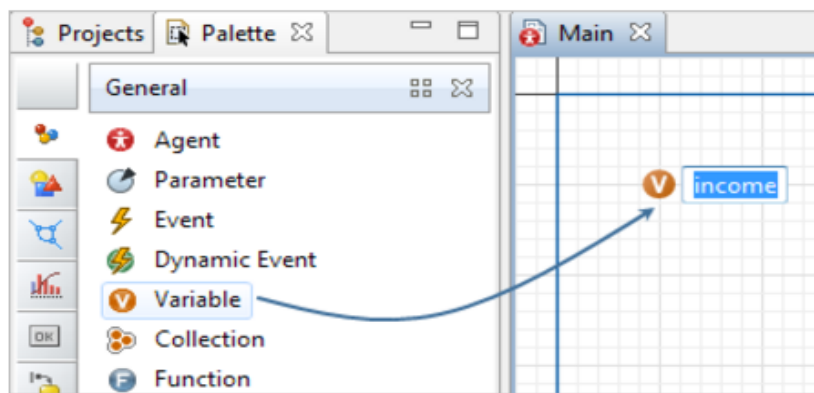 Projects
Palette
Main
General
Agent
Parameter
Event
Dynamic Event
V Variable
Collection
F Function
OK
V income